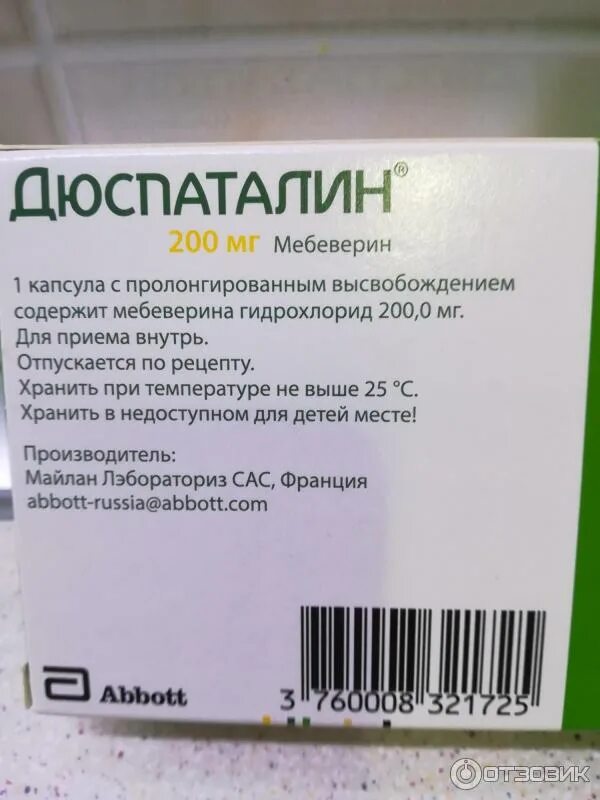 Дюспаталин®
200 мг Мебеверин
1 капсула с пролонгированным высвобождением
содержит мебеверина гидрохлорид 200,0 мг.
Для приема внутрь.
Отпускается по рецепту.
Хранить при температуре не выше 25 °С.
Хранить в недоступном для детей месте!
Производитель:
Майлан Лэбораториз САС, Франция
abbott-russia@abbott.com
Abbott
3 760008 321725
ОТЗОВИК